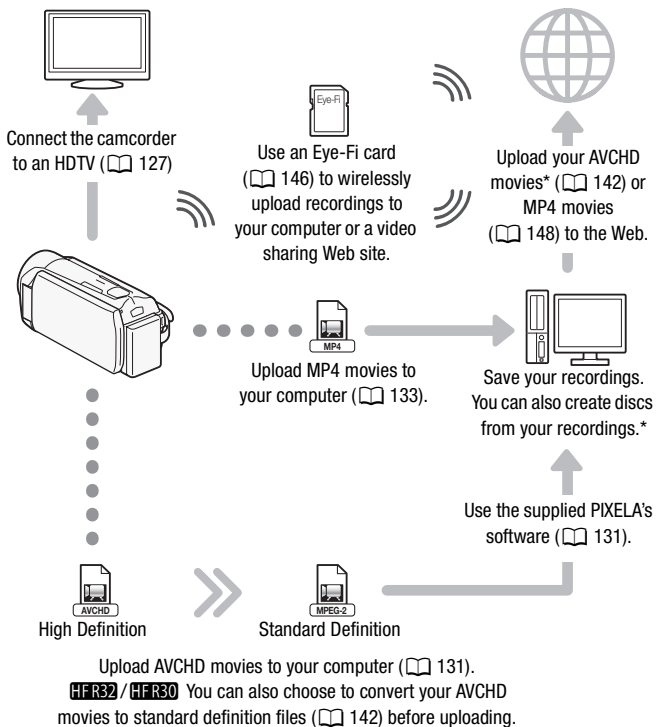 Connect the camcorder
to an HDTV (127)
Eye-Fi
Use an Eye-Fi card
(146) to wirelessly
upload recordings to
your computer or a video
sharing Web site.
Upload your AVCHD
movies* (142) or
MP4 movies
(148) to the Web.
MP4
Upload MP4 movies to
your computer (133).
Save your recordings.
You can also create discs
from your recordings.*
Use the supplied PIXELA's
software (131).
AVCHD
High Definition
MPEG-2
Standard Definition
Upload AVCHD movies to your computer (131).
HF R32 / HF R30 You can also choose to convert your AVCHD
movies to standard definition files (142) before uploading.